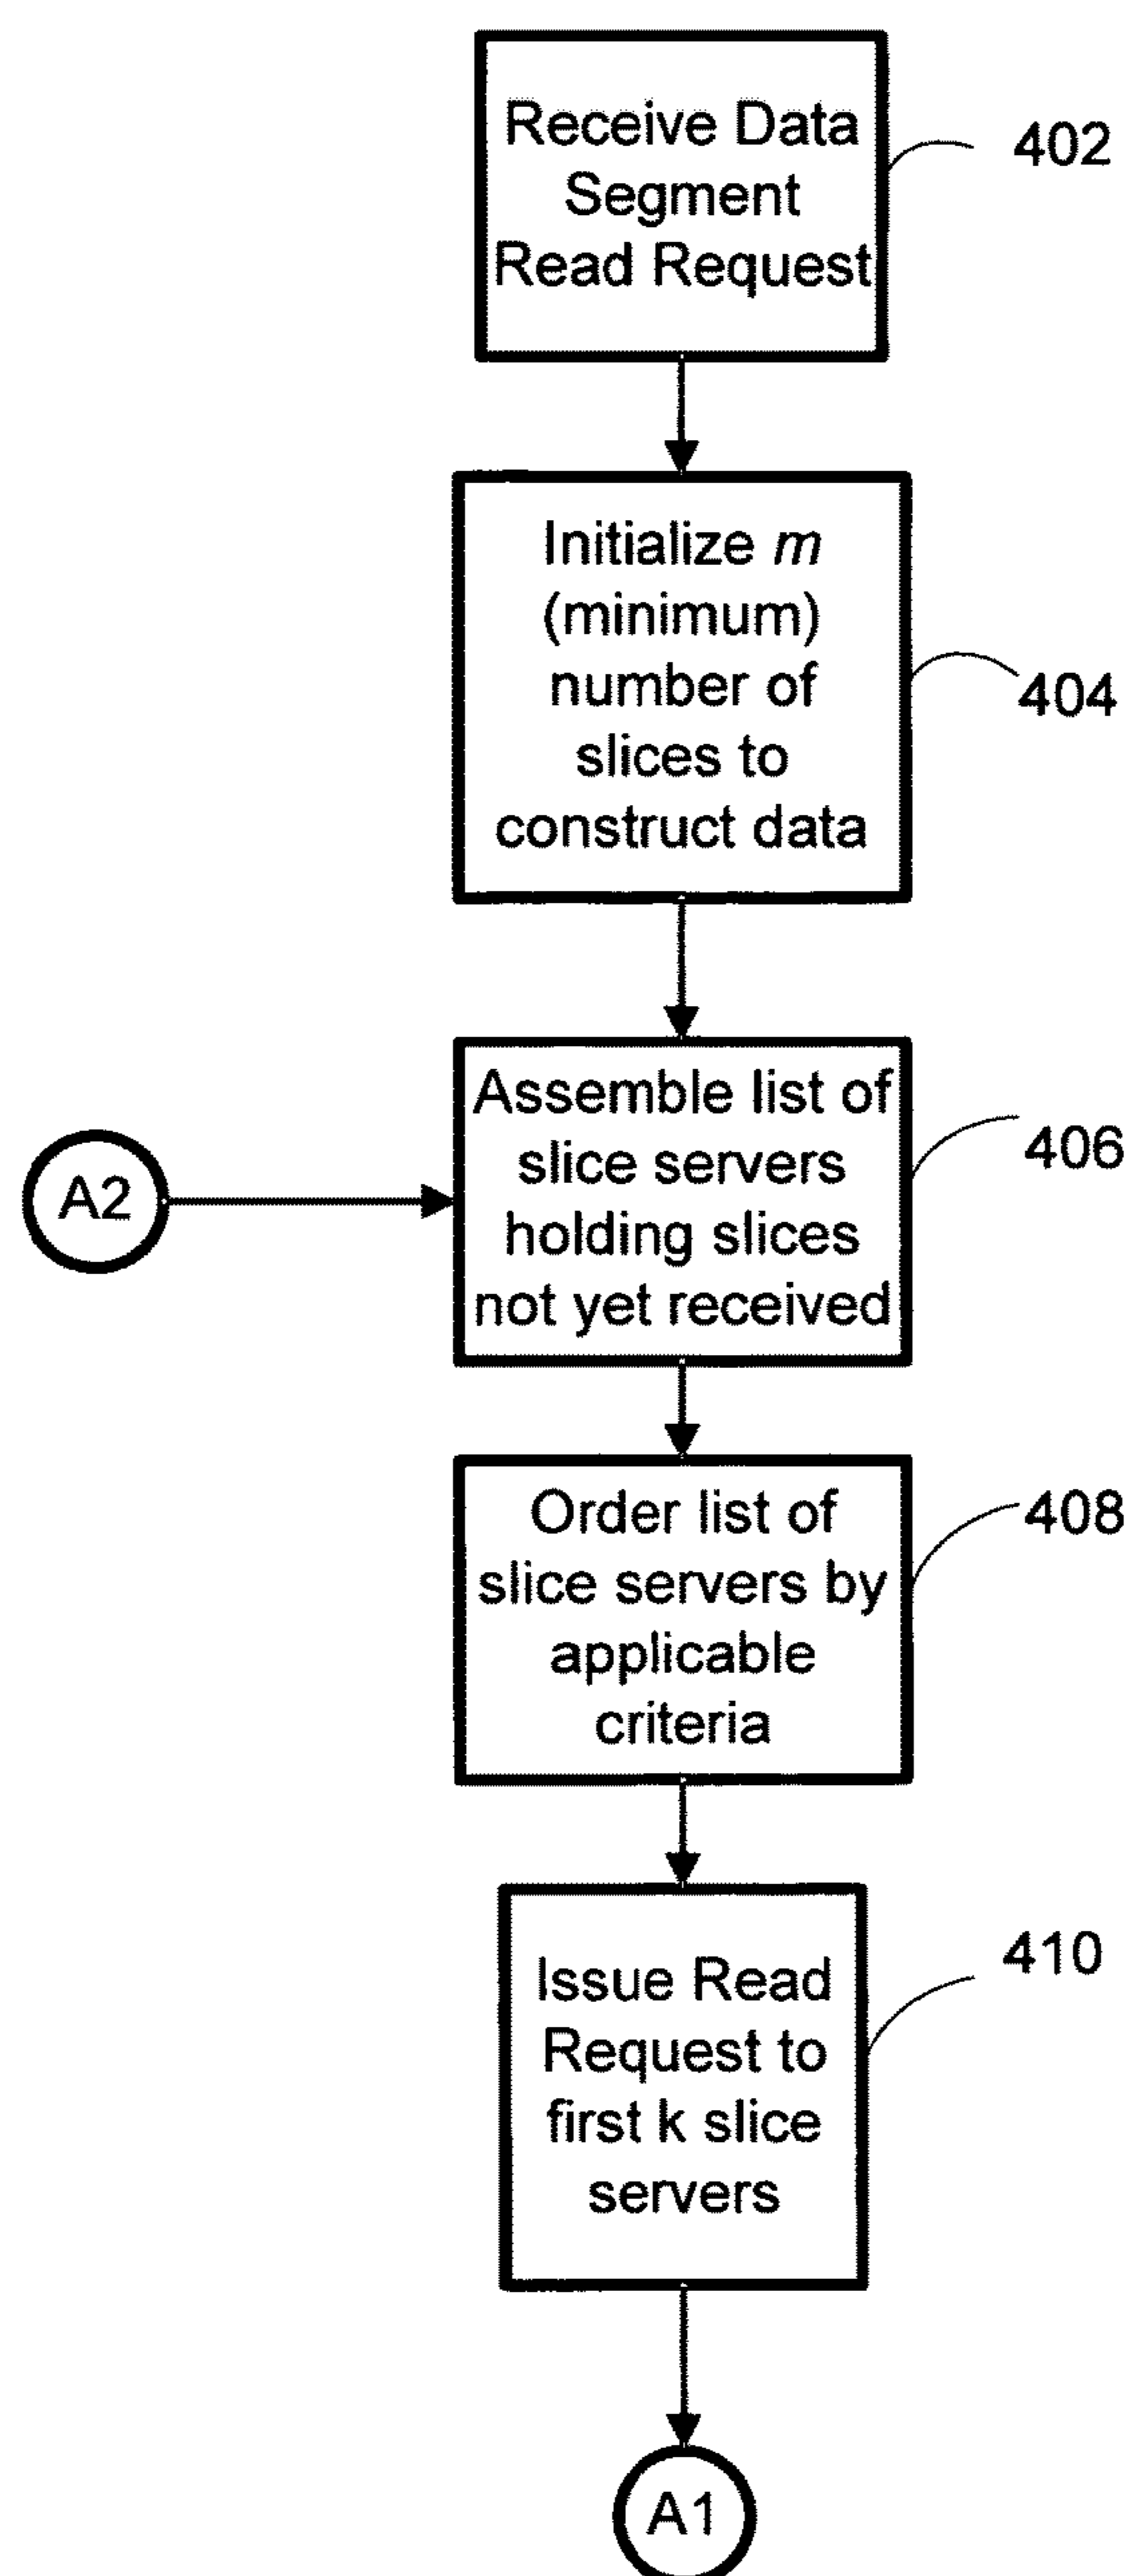 Receive Data
Segment
Read Request
402
Initialize m
(minimum)
number of
slices to
construct data
404
Assemble list of
slice servers
holding slices
not yet received
406
A2
Order list of
slice servers by
applicable
criteria
408
Issue Read
Request to
first k slice
servers
410
A1